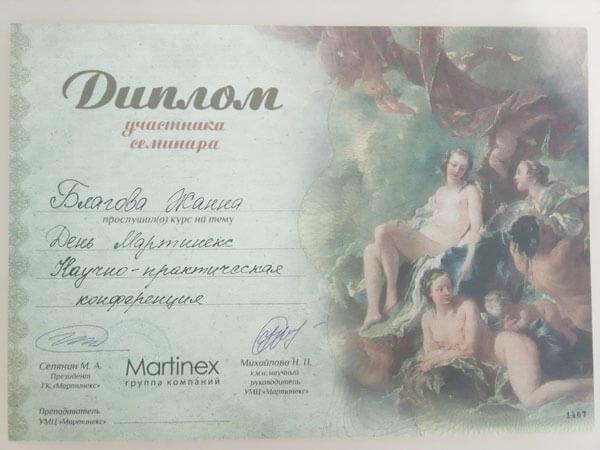 Диплом
участника
семинара
Благова Жанна
прослушал(а) курс на тему
День Мартинекс
Научно-практическая
конференция
Сепянин М. А.
Президент
ГК «Мартинекс»
Martinex
группа компаний
Михайлова Н. П.
к.м.н. научный
руководитель
УМЦ «Мартинекс»
Преподаватель
УМЦ «Мартинекс»
1467